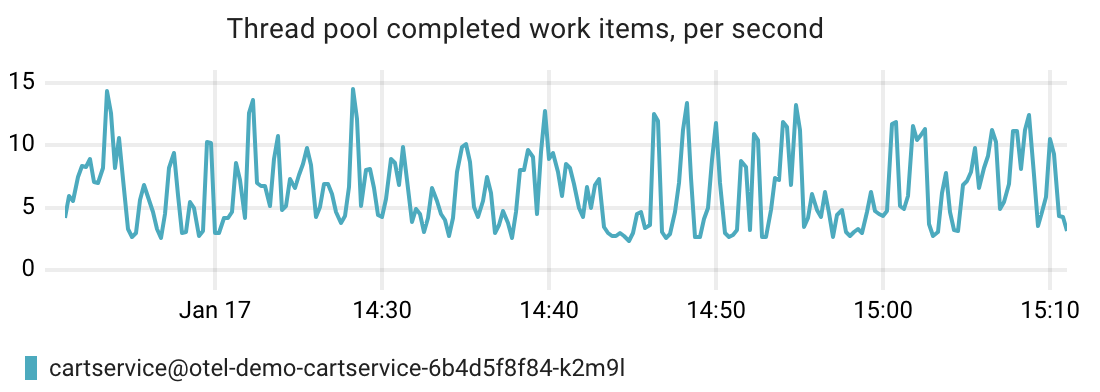 Thread pool completed work items, per second
15
10
5
0
Jan 17 14:30 14:40 14:50 15:00 15:10
cartservice@otel-demo-cartservice-6b4d5f8f84-k2m9l